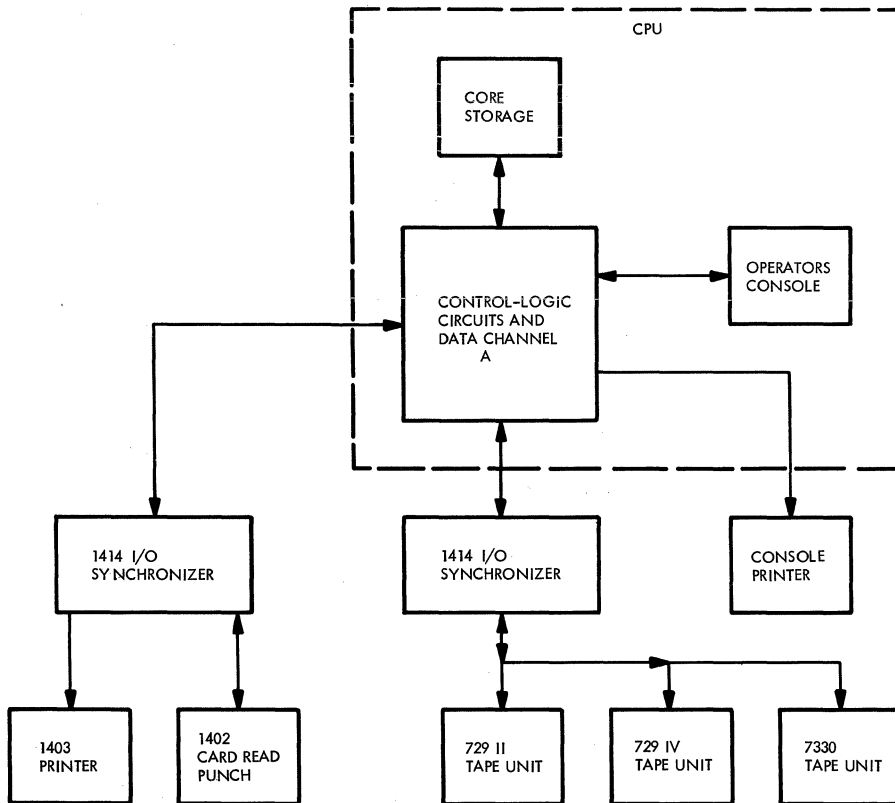 CPU
CORE
STORAGE
OPERATORS
CONSOLE
CONTROL-LOGIC
CIRCUITS AND
DATA CHANNEL
A
1414 I/O
SYNCHRONIZER
1414 I/O
SYNCHRONIZER
CONSOLE
PRINTER
1403
PRINTER
1402
CARD READ
PUNCH
729 II
TAPE UNIT
729 IV
TAPE UNIT
7330
TAPE UNIT